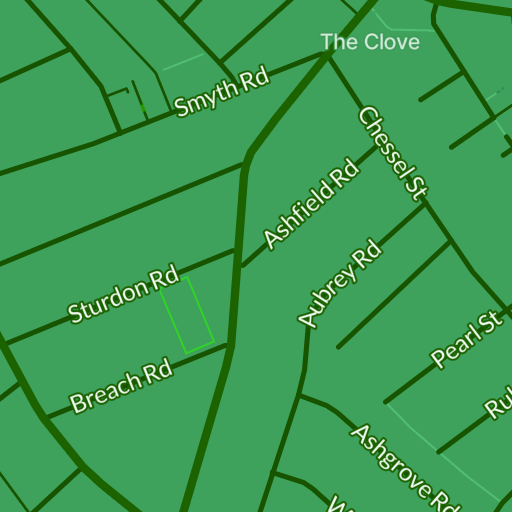 The Clove
Smyth Rd
Chessel St
Ashfield Rd
Aubrey Rd
Sturdon Rd
Pearl St
Breach Rd
Ashgrove Rd